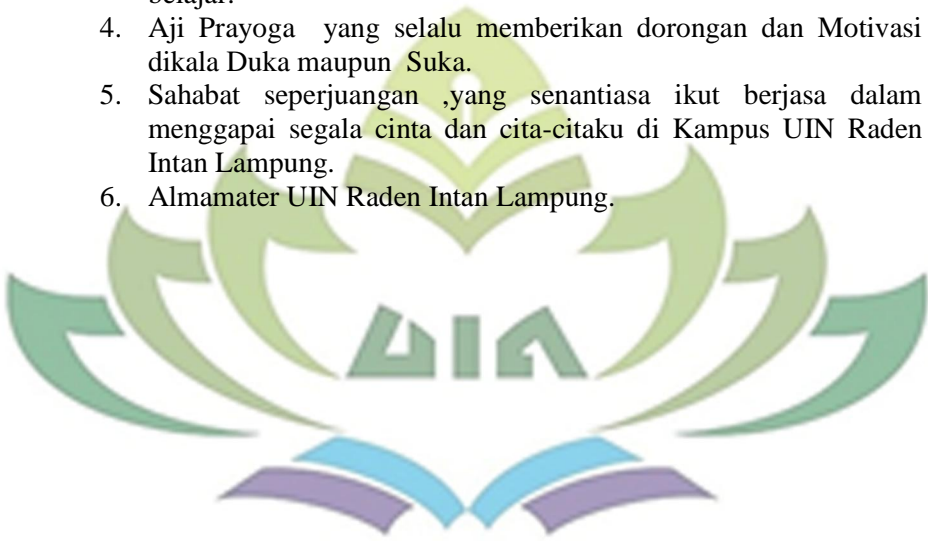 belajar.
4. Aji Prayoga yang selalu memberikan dorongan dan Motivasi
dikala Duka maupun Suka.
5. Sahabat seperjuangan ,yang senantiasa ikut berjasa dalam
menggapai segala cinta dan cita-citaku di Kampus UIN Raden
Intan Lampung.
6. Almamater UIN Raden Intan Lampung.
UIN